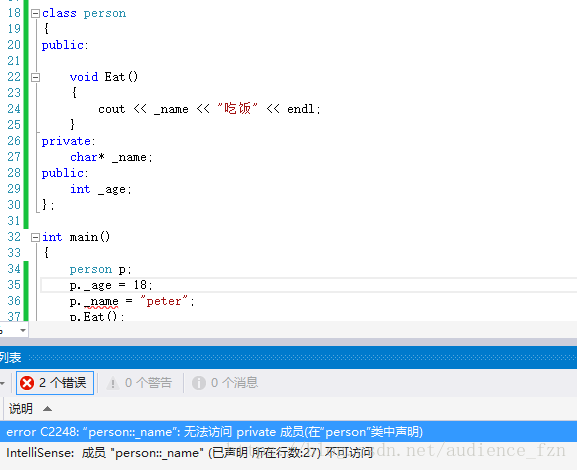 18 class person
19 {
20 public:
21
22 void Eat()
23 {
24 cout << _name << "吃饭" << endl;
25 }
26 private:
27 char* _name;
28 public:
29 int _age;
30 };
31
32 int main()
33 {
34 person p;
35 p._age = 18;
36 p._name = "peter";
37 p.Eat();
列表
2 个错误 0 个警告 0 个消息
说明
error C2248: “person::_name”: 无法访问 private 成员(在“person”类中声明)
IntelliSense: 成员 "person::_name" (已声明 所在行数:27) 不可访问